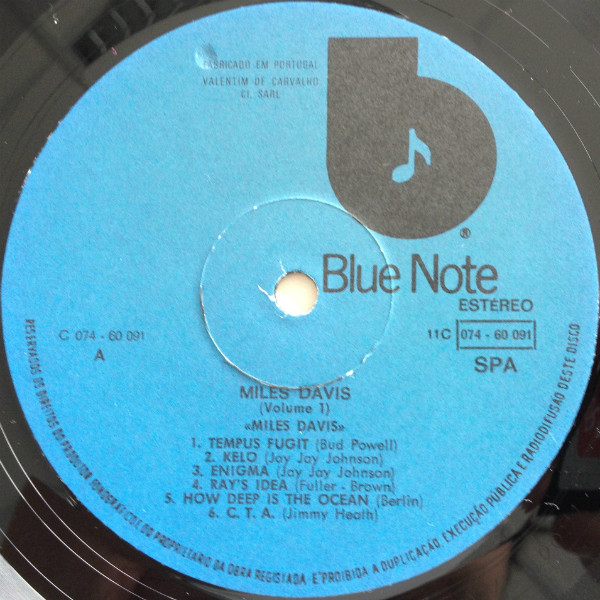 FABRICADO EM PORTUGAL
VALENTIM DE CARVALHO
CI. SARL
b
®
Blue Note
ESTÉREO
C 074 - 60 091
A
11C 074 - 60 091
SPA
MILES DAVIS
(Volume 1)
«MILES DAVIS»
1. TEMPUS FUGIT (Bud Powell)
2. KELO (Jay Jay Johnson)
3. ENIGMA (Jay Jay Johnson)
4. RAY'S IDEA (Fuller - Brown)
5. HOW DEEP IS THE OCEAN (Berlin)
6. C. T. A. (Jimmy Heath)
RESERVADOS OS DIREITOS DO PRODUTOR FONOGRAFICO E DO PROPRIETARIO DA OBRA REGISTADA. E PROIBIDA A DUPLICAÇÃO, EXECUÇÃO PÚBLICA E RADIODIFUSÃO DESTE DISCO